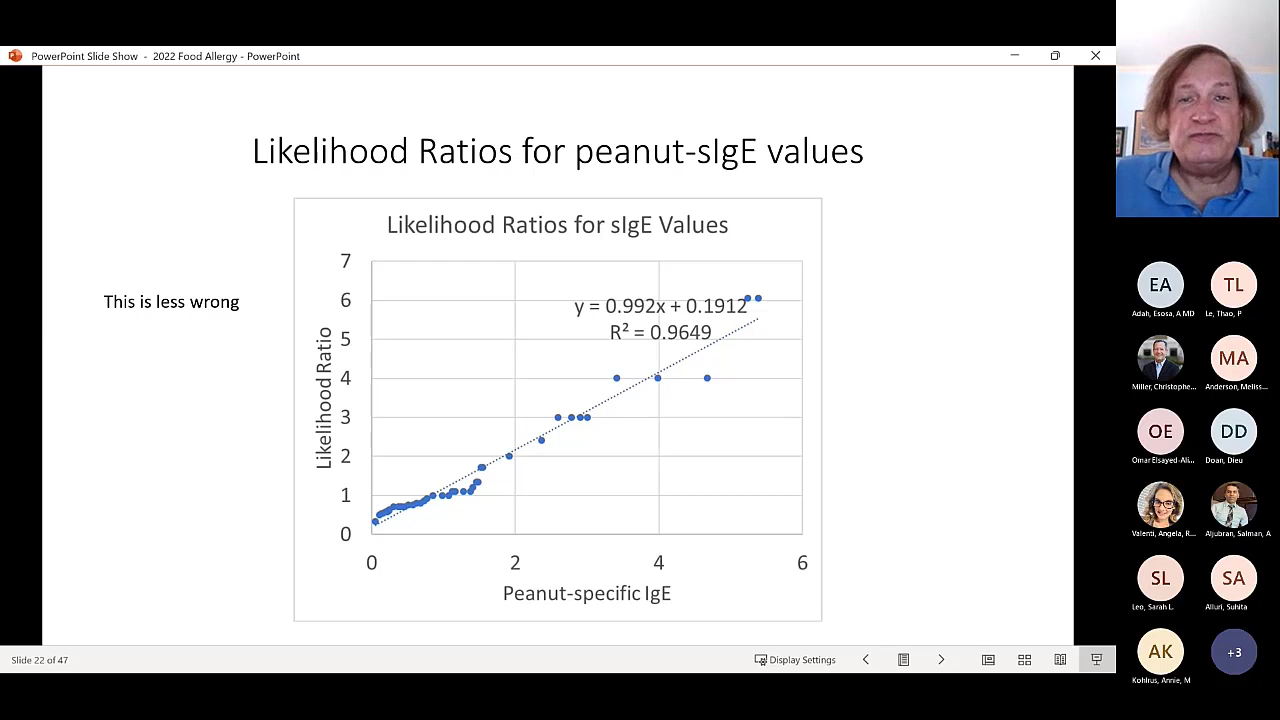 PowerPoint Slide Show - 2022 Food Allergy - PowerPoint
Likelihood Ratios for peanut-sIgE values
This is less wrong
Likelihood Ratios for sIgE Values
7
6
5
4
3
2
1
0
y = 0.992x + 0.1912
R² = 0.9649
Likelihood Ratio
0 2 4 6
Peanut-specific IgE
Slide 22 of 47
Display Settings
EA TL
Adah, Esosa, A MD Le, Thao, P
MA
Miller, Christophe... Anderson, Meliss...
OE DD
Omar Elsayed-Ali... Doan, Dieu
Valenti, Angela, R... Aljubran, Salman, A
SL SA
Leo, Sarah L. Alluri, Suhita
AK +3
Kohlrus, Annie, M